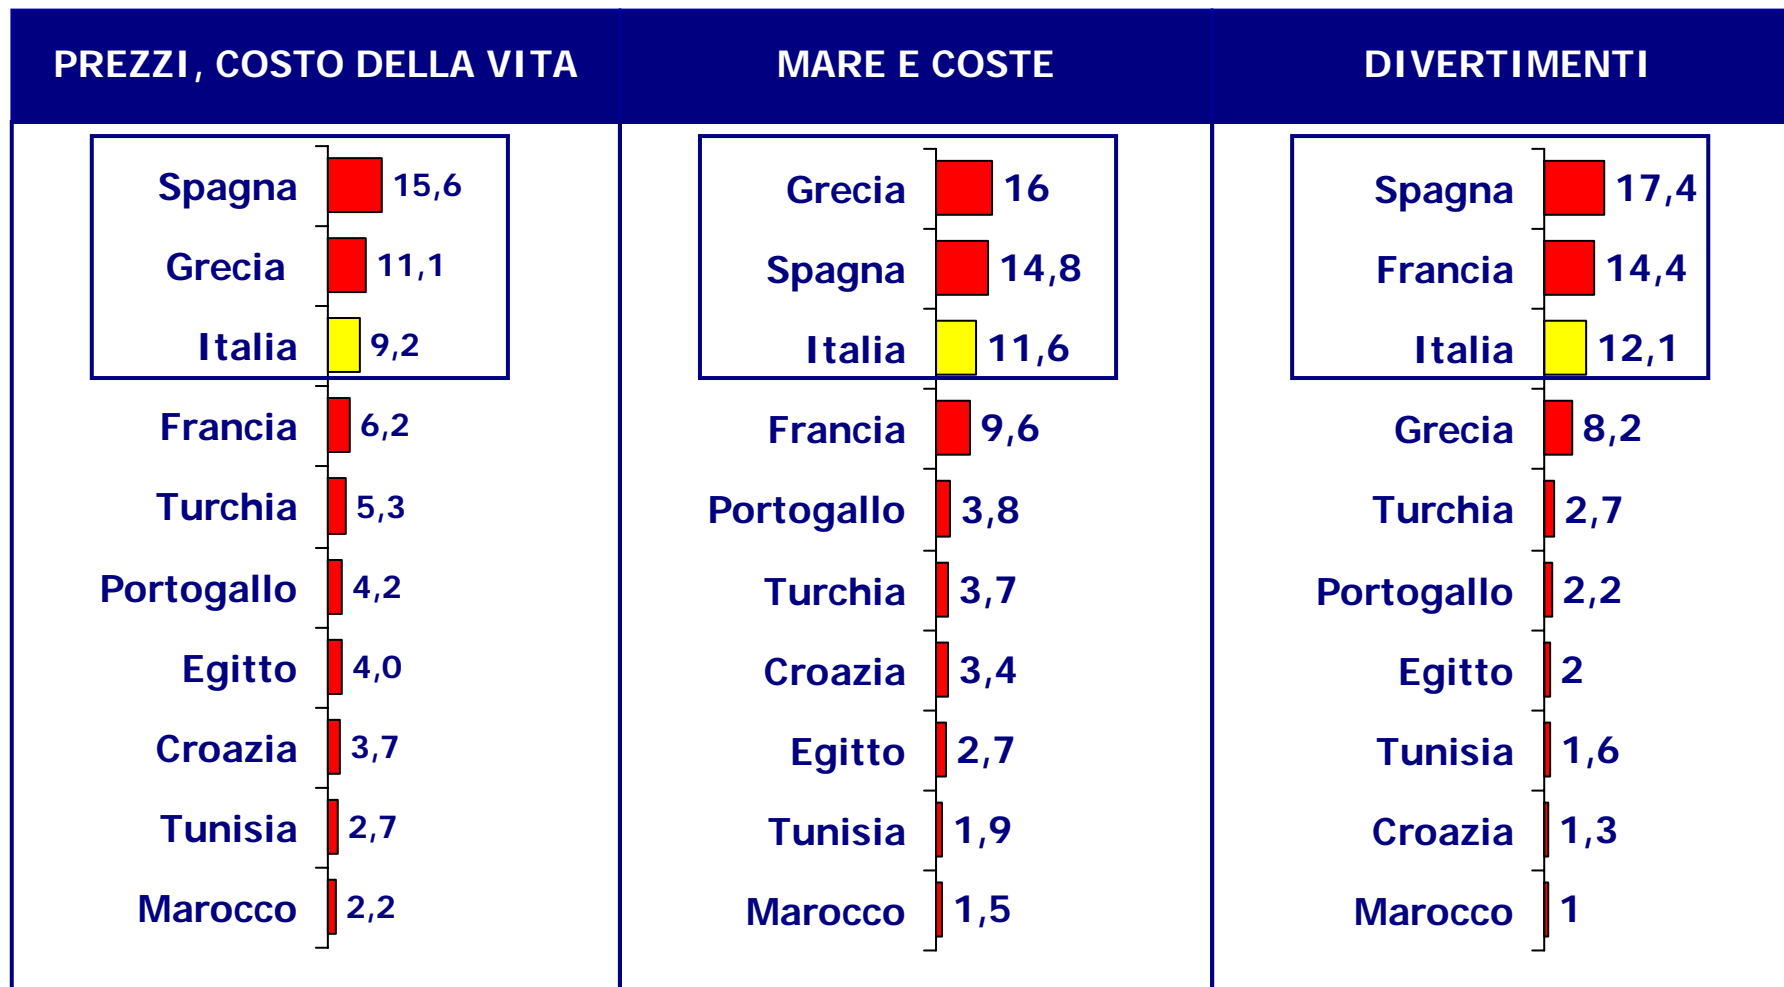 PREZZI, COSTO DELLA VITA
Spagna 15,6
Grecia 11,1
Italia 9,2
Francia 6,2
Turchia 5,3
Portogallo 4,2
Egitto 4,0
Croazia 3,7
Tunisia 2,7
Marocco 2,2
MARE E COSTE
Grecia 16
Spagna 14,8
Italia 11,6
Francia 9,6
Portogallo 3,8
Turchia 3,7
Croazia 3,4
Egitto 2,7
Tunisia 1,9
Marocco 1,5
DIVERTIMENTI
Spagna 17,4
Francia 14,4
Italia 12,1
Grecia 8,2
Turchia 2,7
Portogallo 2,2
Egitto 2
Tunisia 1,6
Croazia 1,3
Marocco 1